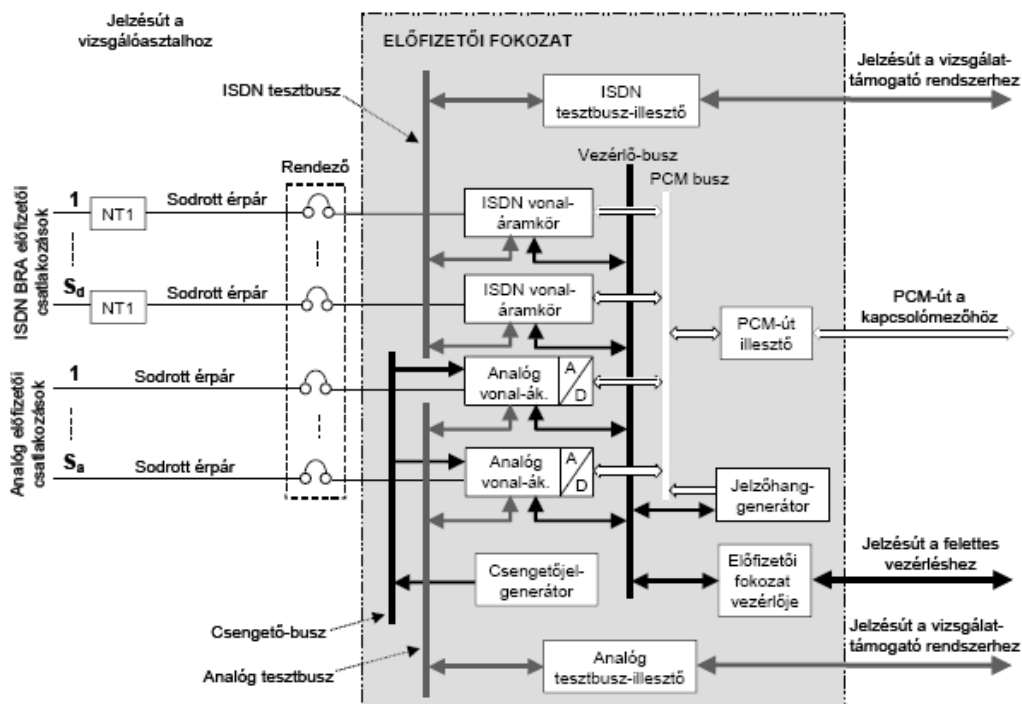 Jelzésút a
vizsgálóasztalhoz
ELŐFIZETŐI FOKOZAT
Jelzésút a vizsgálat-
támogató rendszerhez
ISDN tesztbusz
ISDN
tesztbusz-illesztő
Vezérlő-busz
PCM busz
Rendező
ISDN BRA előfizetői
csatlakozások
1
NT1
Sodrott érpár
ISDN vonal-
áramkör
Sd
NT1
Sodrott érpár
ISDN vonal-
áramkör
PCM-út
illesztő
PCM-út a
kapcsolómezőhöz
Analóg előfizetői
csatlakozások
1
Sodrott érpár
Analóg
vonal-ák.
A
D
Sa
Sodrott érpár
Analóg
vonal-ák.
A
D
Jelzőhang-
generátor
Csengetőjel-
generátor
Előfizetői
fokozat
vezérlője
Jelzésút a felettes
vezérléshez
Csengető-busz
Analóg tesztbusz
Analóg
tesztbusz-illesztő
Jelzésút a vizsgálat-
támogató rendszerhez